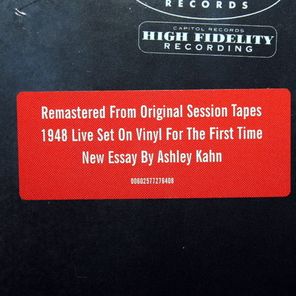 RECORDS
CAPITOL RECORDS
HIGH FIDELITY
RECORDING
Remastered From Original Session Tapes
1948 Live Set On Vinyl For The First Time
New Essay By Ashley Kahn
00602577276408